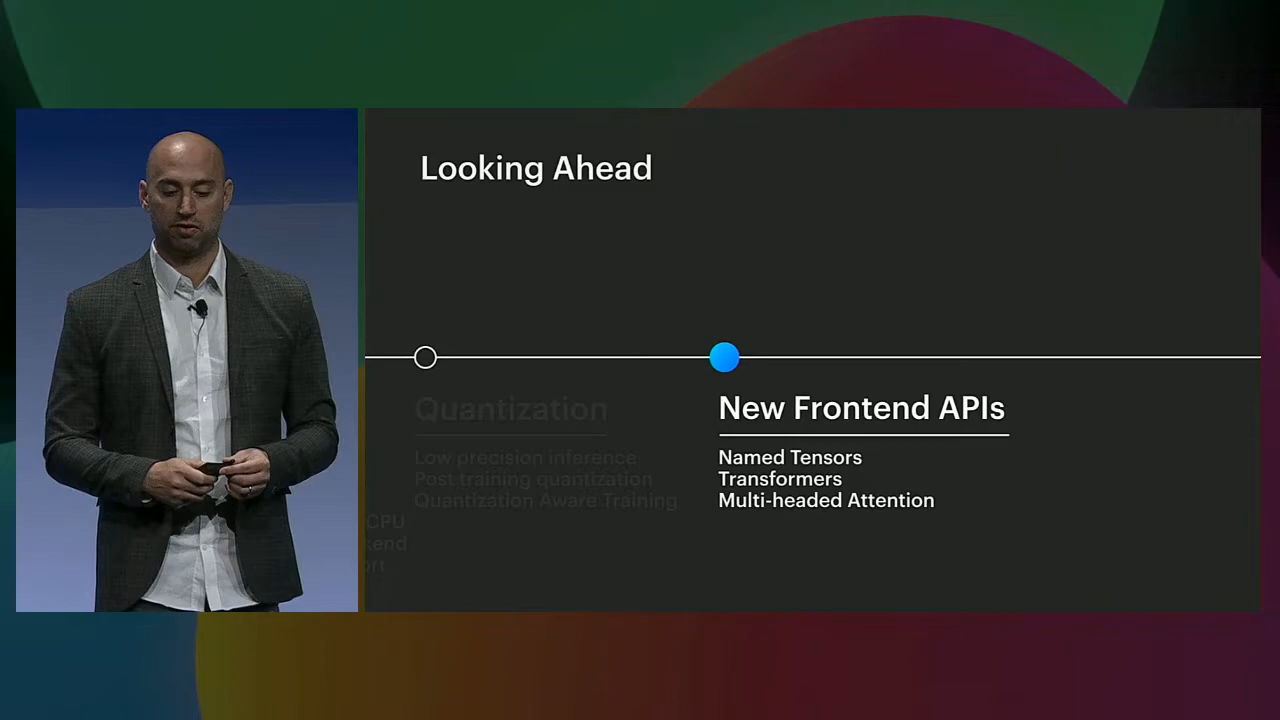 Looking Ahead
Quantization
Low precision inference
Post training quantization
Quantization Aware Training
CPU
New Frontend APIs
Named Tensors
Transformers
Multi-headed Attention